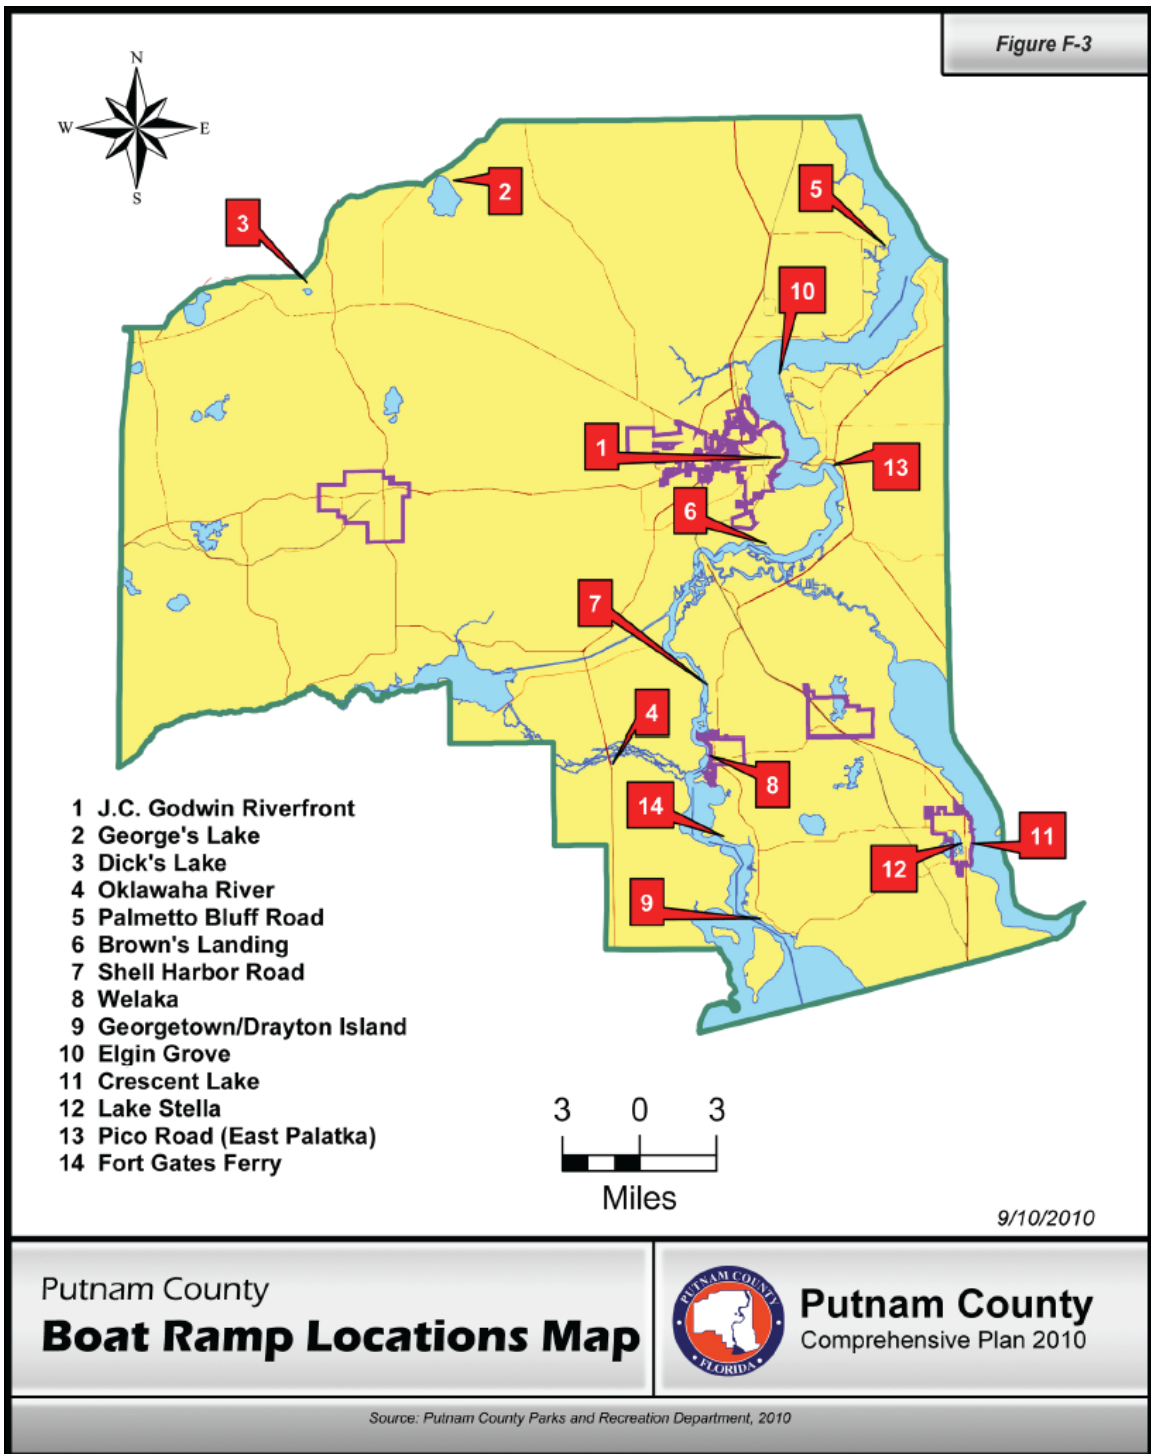 Figure F-3
N
W E
S
2
5
3
10
1
13
6
7
4
8
14
11
12
9
1 J.C. Godwin Riverfront
2 George's Lake
3 Dick's Lake
4 Oklawaha River
5 Palmetto Bluff Road
6 Brown's Landing
7 Shell Harbor Road
8 Welaka
9 Georgetown/Drayton Island
10 Elgin Grove
11 Crescent Lake
12 Lake Stella
13 Pico Road (East Palatka)
14 Fort Gates Ferry
3 0 3
Miles
9/10/2010
Putnam County
Boat Ramp Locations Map
PUTNAM COUNTY
• FLORIDA •
Putnam County
Comprehensive Plan 2010
Source: Putnam County Parks and Recreation Department, 2010